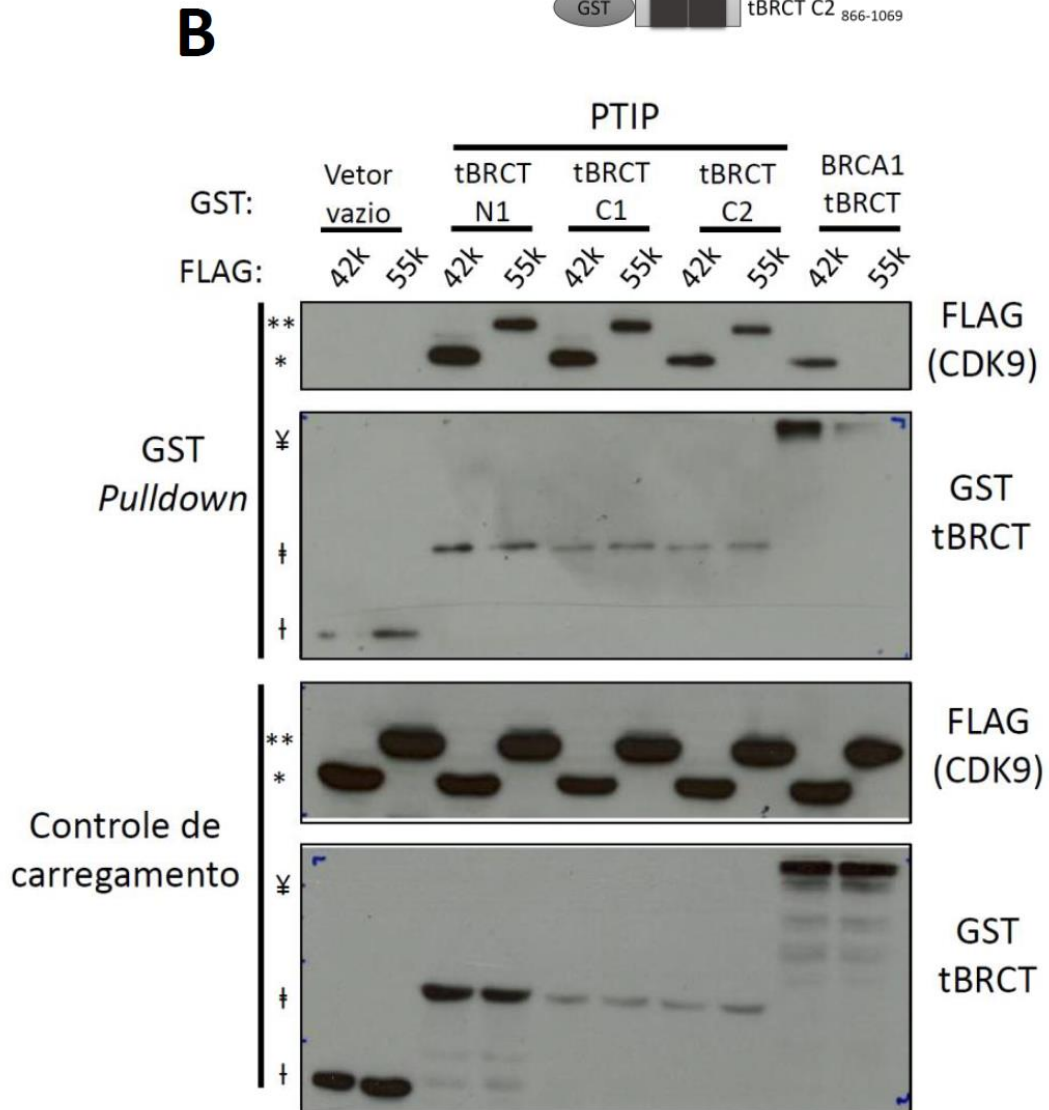 GST
tBRCT C2 866-1069
B
PTIP
GST:
Vetor
vazio
tBRCT
N1
tBRCT
C1
tBRCT
C2
BRCA1
tBRCT
FLAG:
42k
55k
42k
55k
42k
55k
42k
55k
42k
55k
GST
Pulldown
**
*
FLAG
(CDK9)
¥
ǂ
ƚ
GST
tBRCT
Controle de
carregamento
**
*
FLAG
(CDK9)
¥
ǂ
ƚ
GST
tBRCT